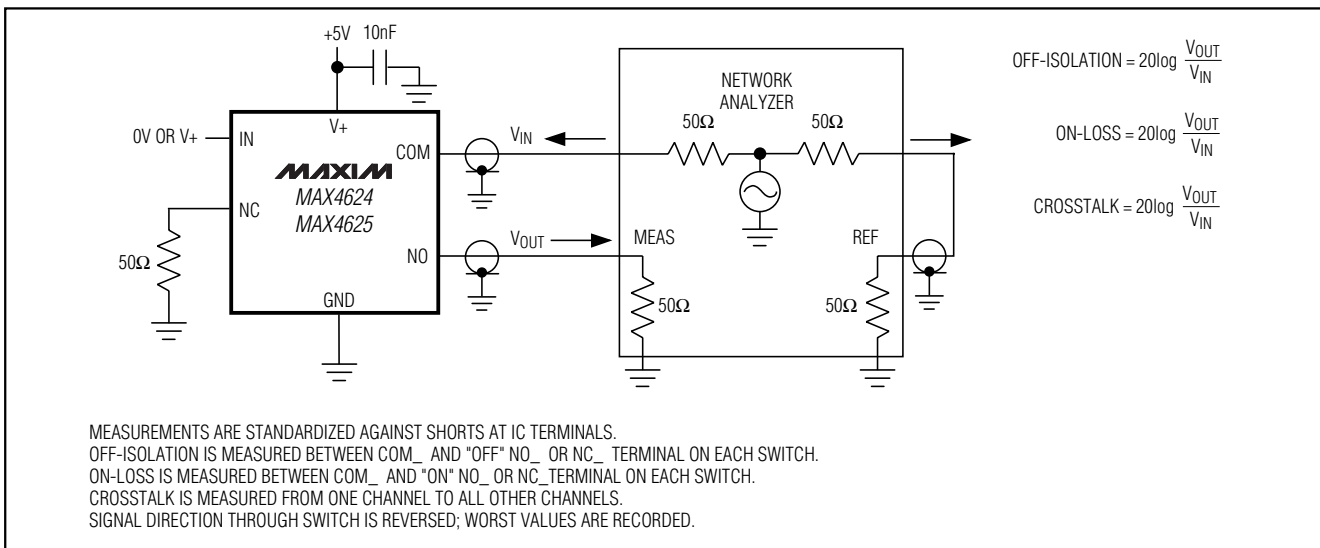 +5V 10nF
V+
0V OR V+ IN
COM
MAXIM
MAX4624
MAX4625
NC
50Ω
NO
GND
VIN
VOUT
NETWORK
ANALYZER
50Ω 50Ω
MEAS REF
50Ω 50Ω
OFF-ISOLATION = 20log VOUT
VIN
ON-LOSS = 20log VOUT
VIN
CROSSTALK = 20log VOUT
VIN
MEASUREMENTS ARE STANDARDIZED AGAINST SHORTS AT IC TERMINALS.
OFF-ISOLATION IS MEASURED BETWEEN COM_ AND "OFF" NO_ OR NC_ TERMINAL ON EACH SWITCH.
ON-LOSS IS MEASURED BETWEEN COM_ AND "ON" NO_ OR NC_TERMINAL ON EACH SWITCH.
CROSSTALK IS MEASURED FROM ONE CHANNEL TO ALL OTHER CHANNELS.
SIGNAL DIRECTION THROUGH SWITCH IS REVERSED; WORST VALUES ARE RECORDED.